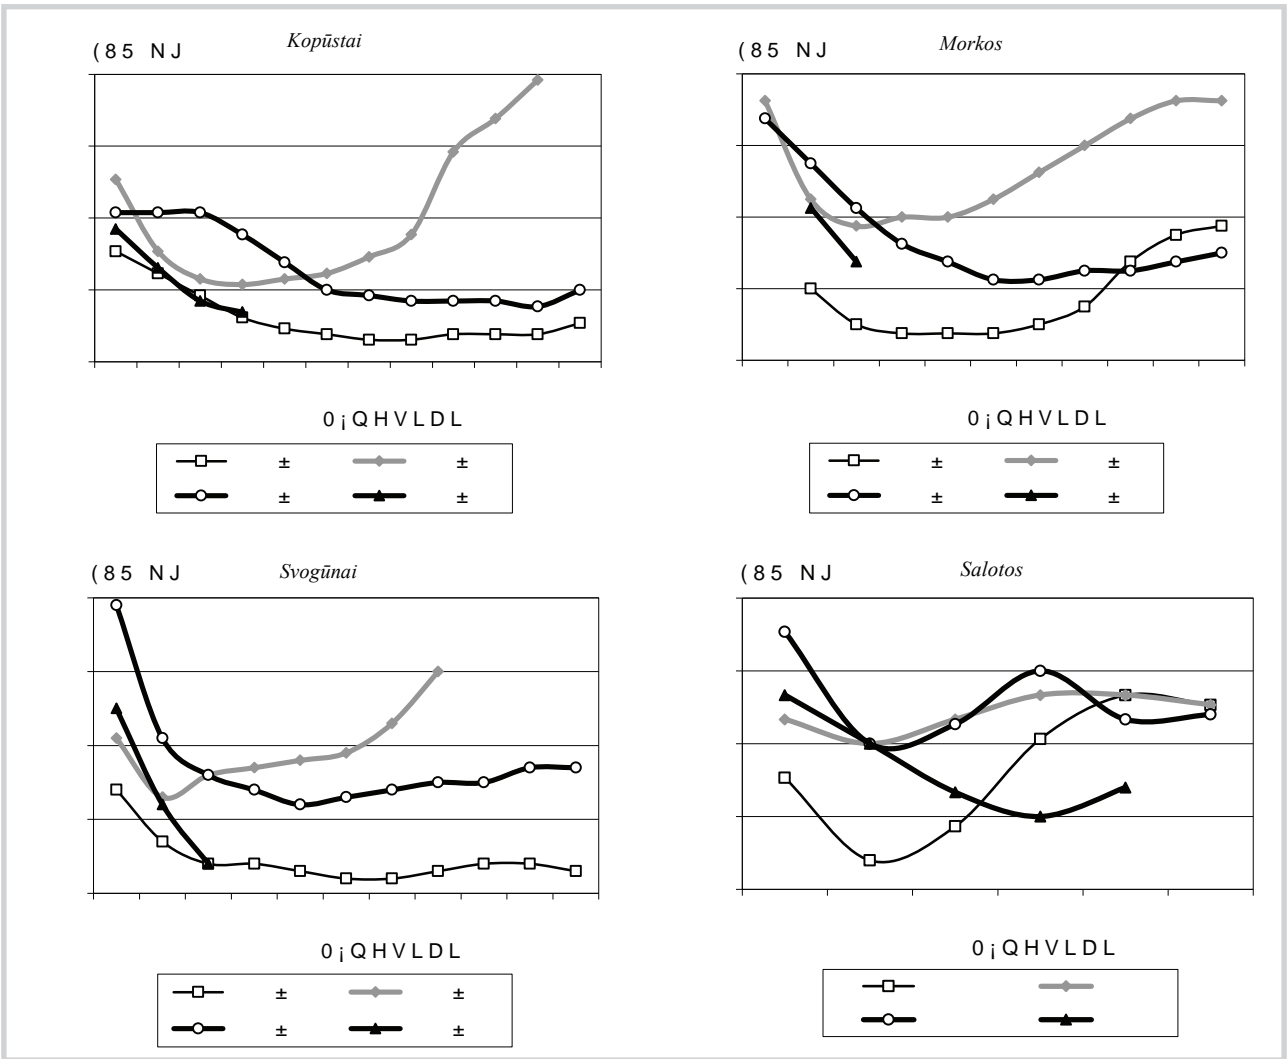 (85 NJ Kopūstai
(85 NJ Morkos
0¡QHVLDL
0¡QHVLDL
± ±
± ±
± ±
± ±
(85 NJ Svogūnai
(85 NJ Salotos
0¡QHVLDL
0¡QHVLDL
± ±
± ±